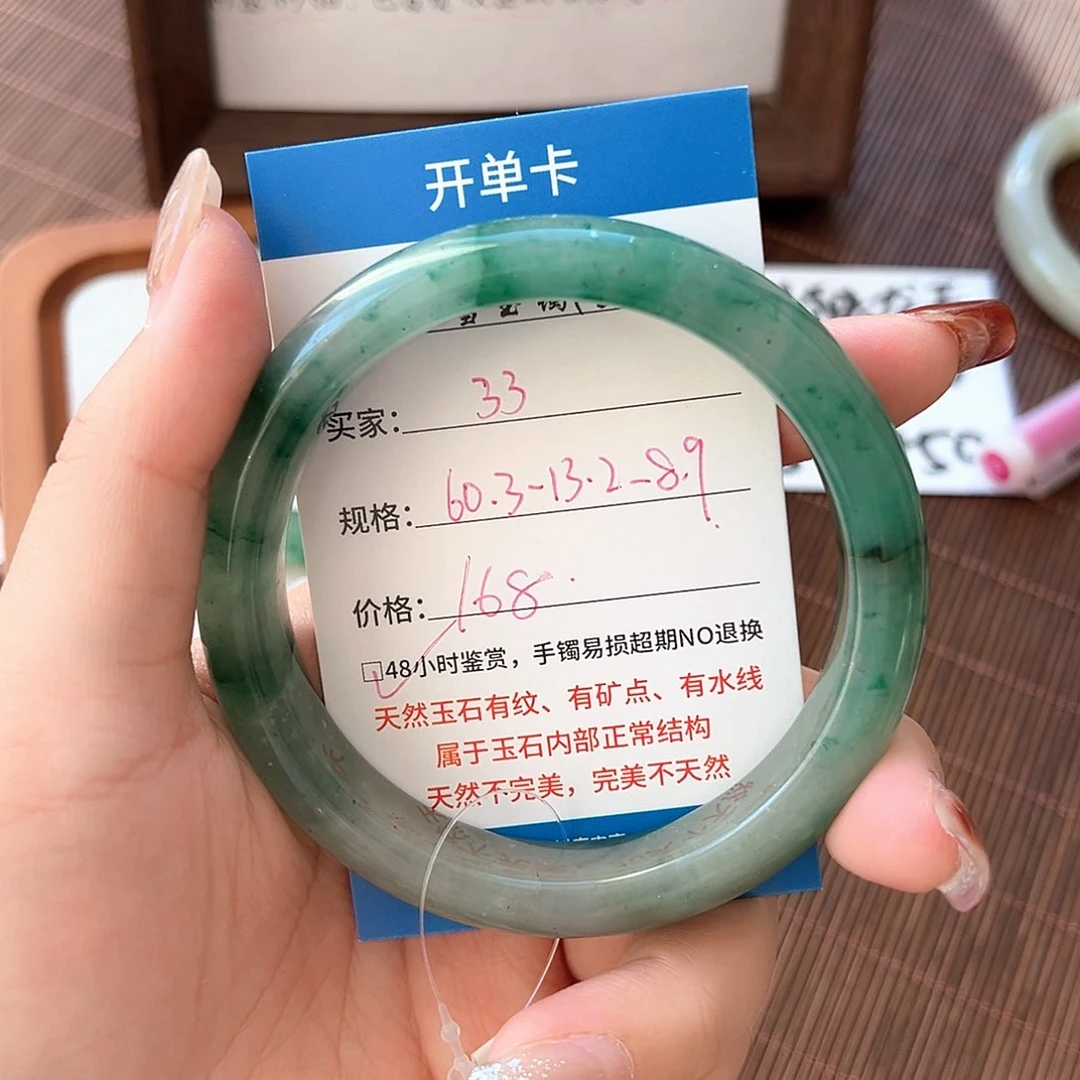 开单卡
买家： 33
规格： 60.3-13.2-8.9
价格： 168
□48小时鉴赏，手镯易损超期NO退换
天然玉石有纹、有矿点、有水线
属于玉石内部正常结构
天然不完美，完美不天然